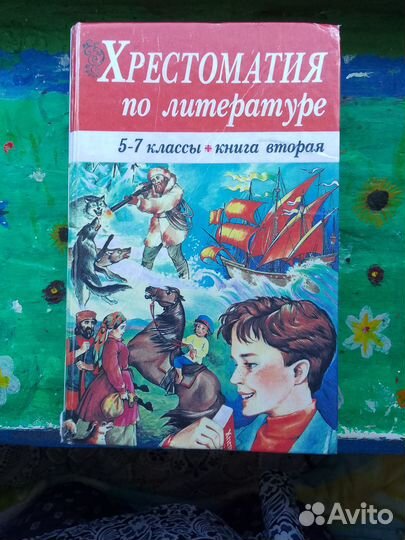 ХРЕСТОМАТИЯ
по литературе
5-7 классы + книга вторая
Avito